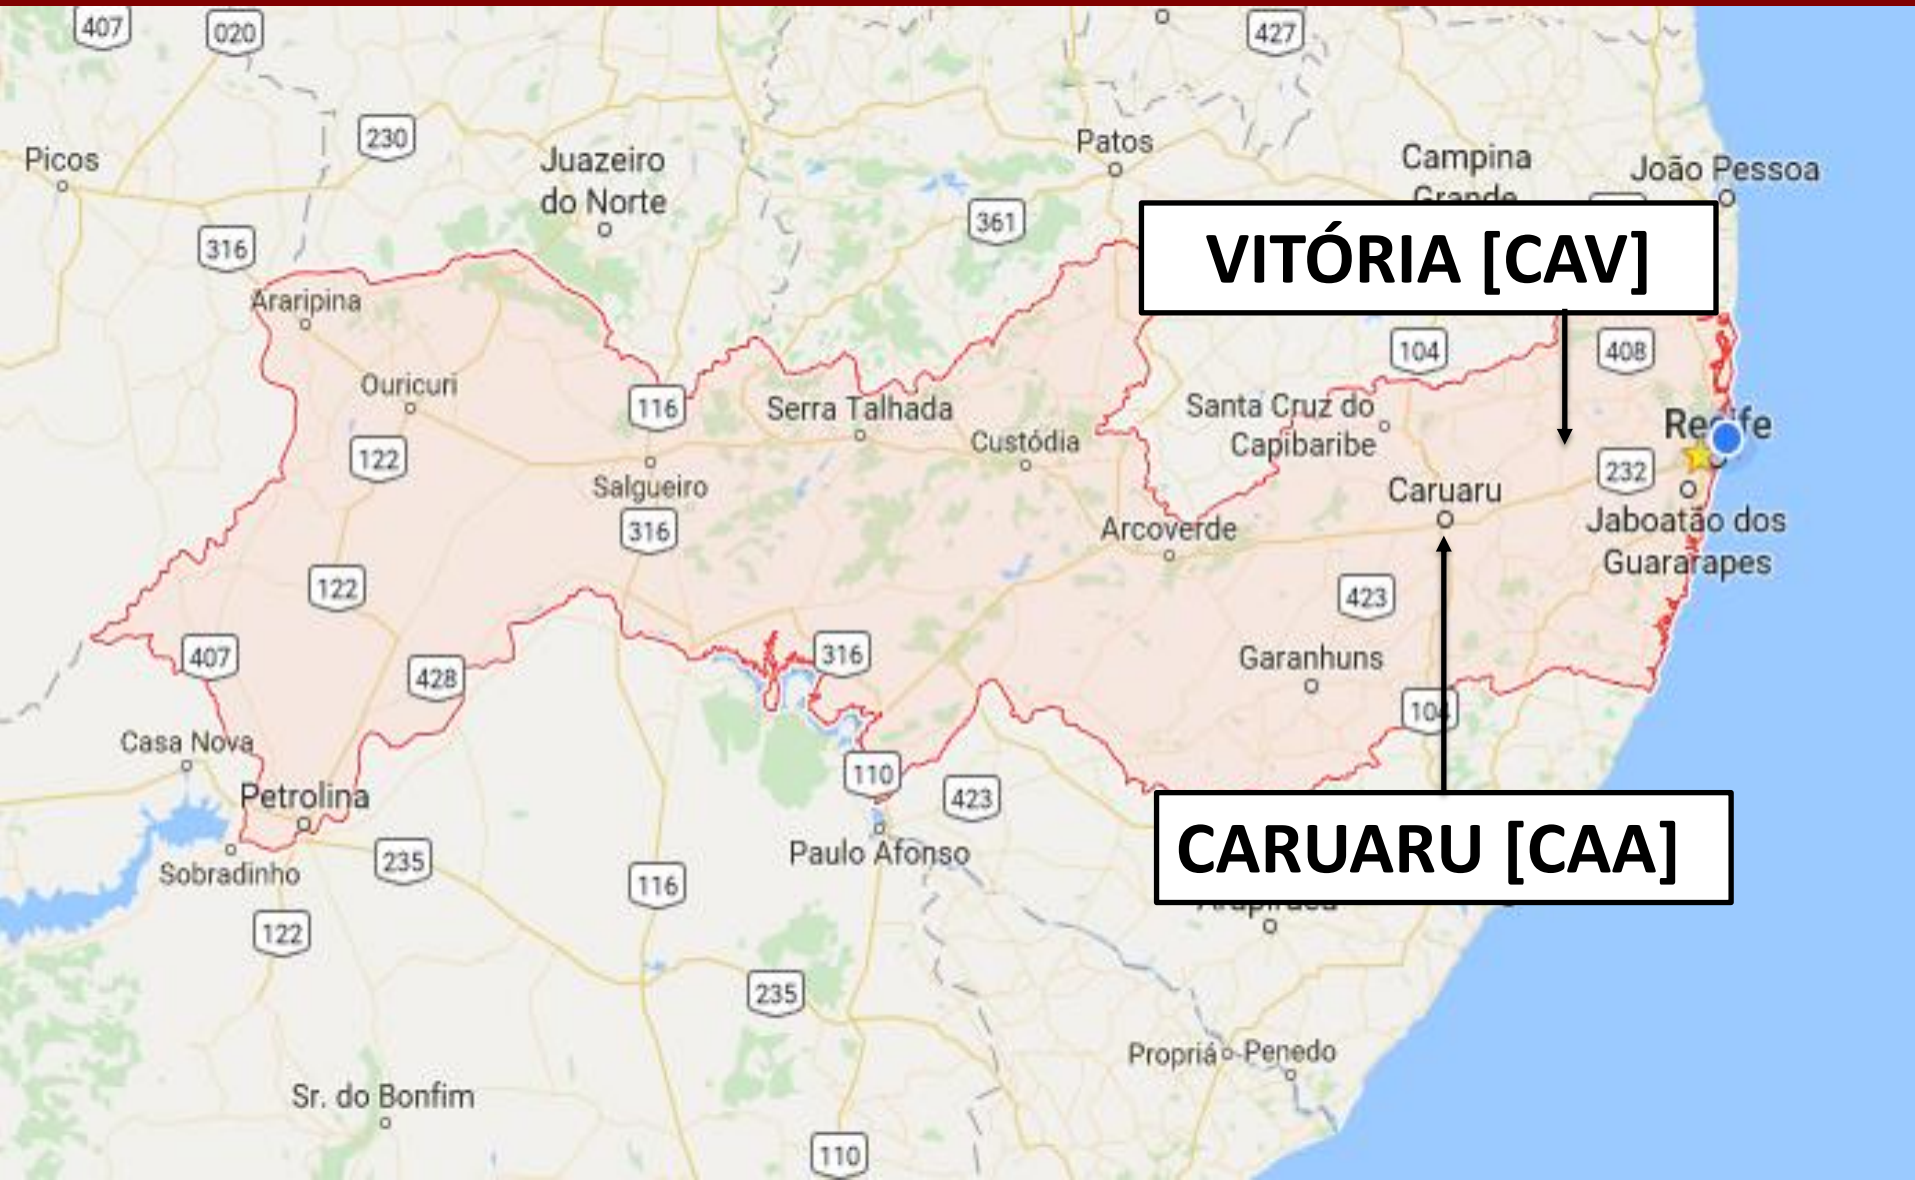 407
020
427
230
Picos
Juazeiro
do Norte
Patos
Campina
Grande
João Pessoa
316
361
VITÓRIA [CAV]
Araripina
Ouricuri
116
Serra Talhada
104
408
Santa Cruz do
Capibaribe
Recife
122
Salgueiro
Custódia
232
Caruaru
316
Arcoverde
Jaboatão dos
Guararapes
122
423
407
428
316
Garanhuns
104
Casa Nova
110
423
Petrolina
Sobradinho
235
116
Paulo Afonso
CARUARU [CAA]
Arapiraca
122
235
Propriá
Penedo
Sr. do Bonfim
110